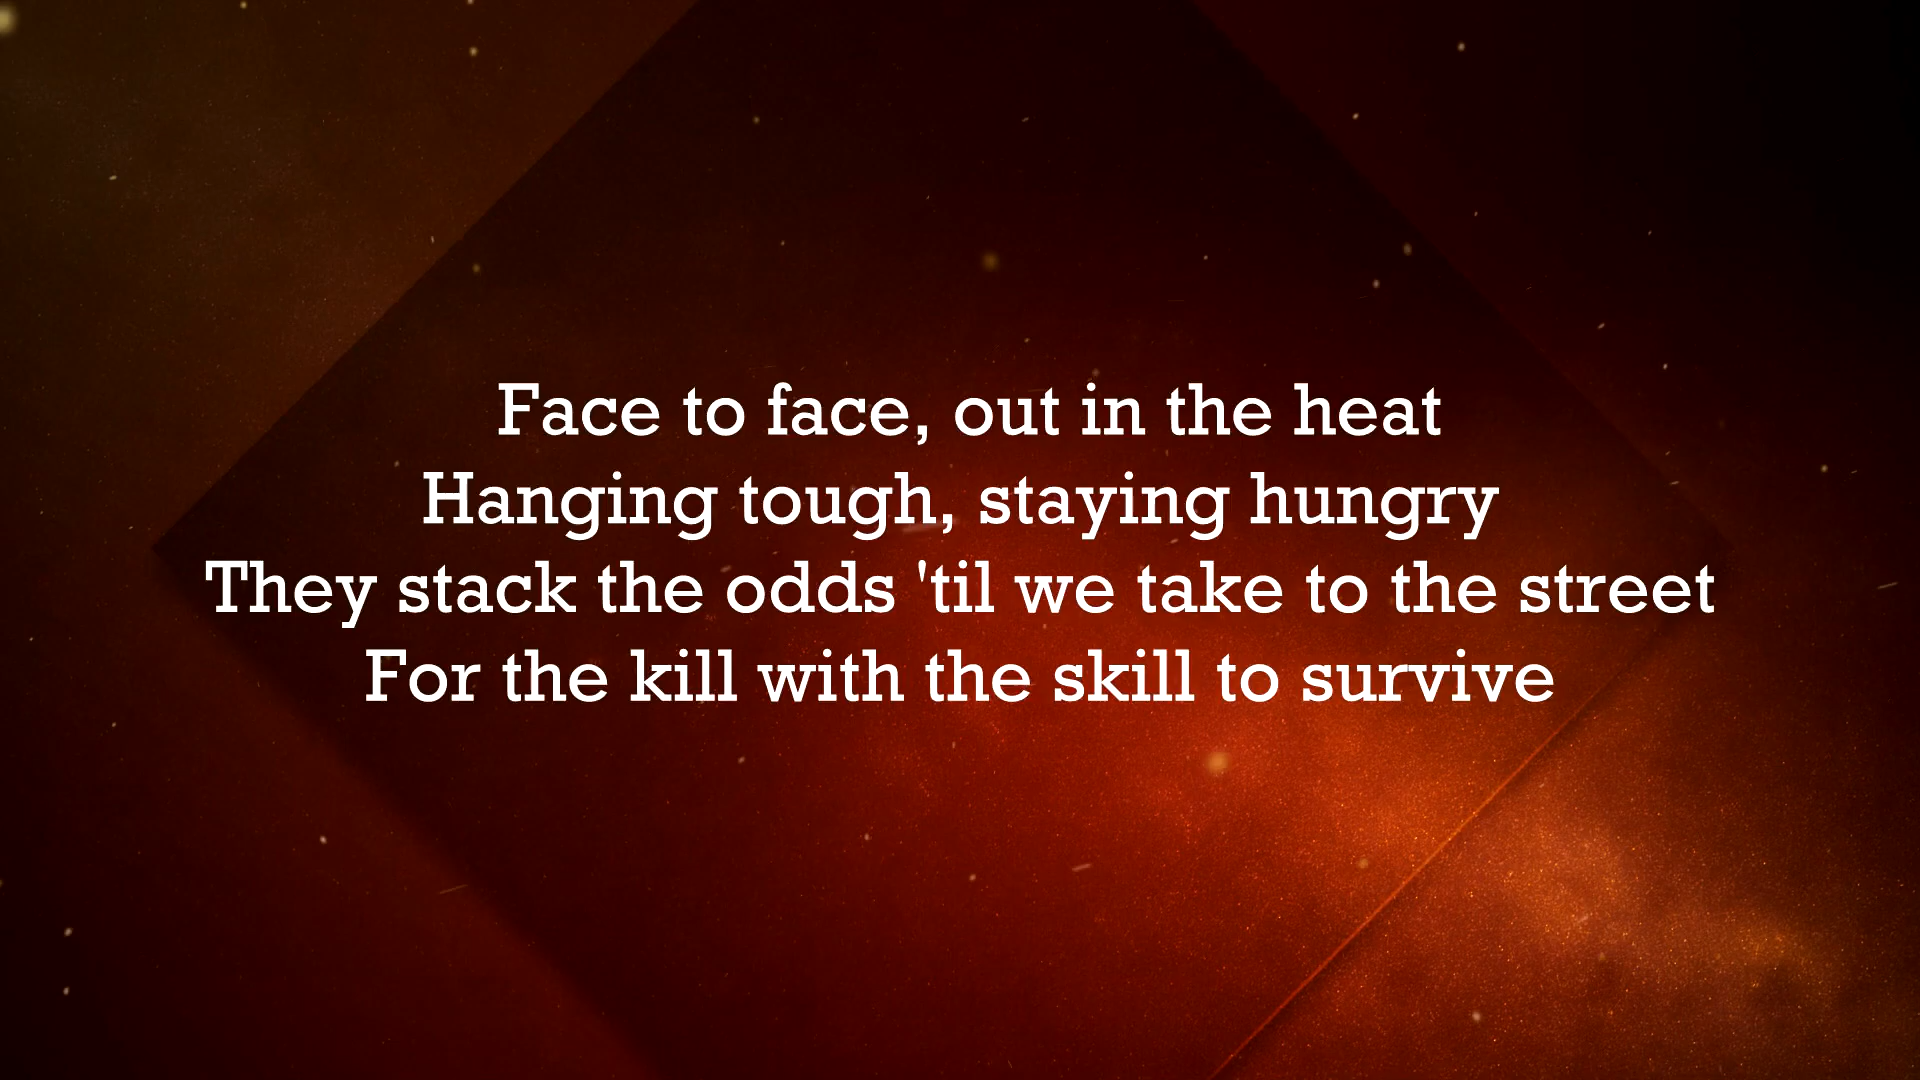 Face to face, out in the heat
Hanging tough, staying hungry
They stack the odds 'til we take to the street
For the kill with the skill to survive